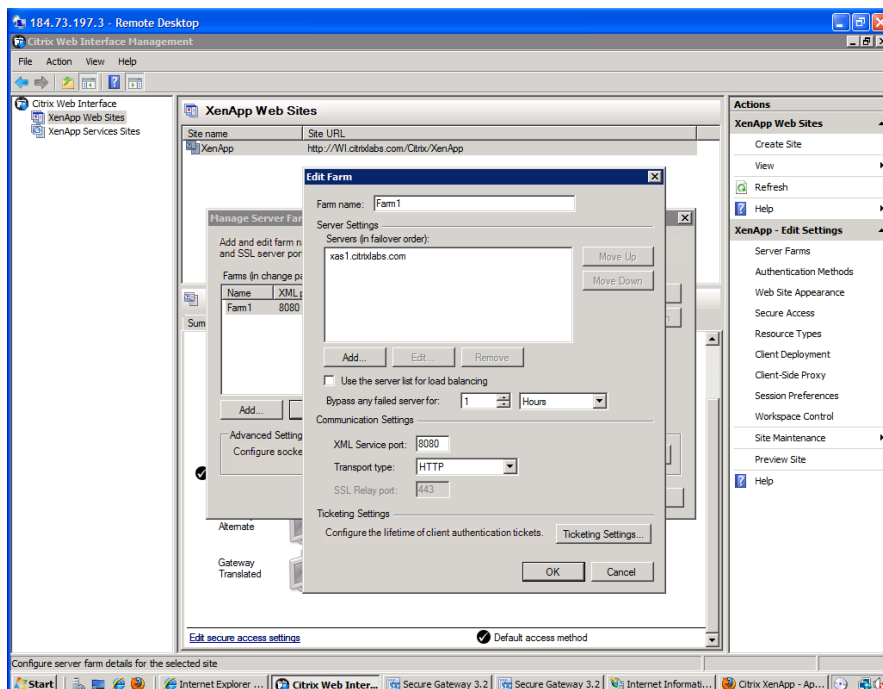 184.73.197.3 - Remote Desktop
Citrix Web Interface Management
File Action View Help
Citrix Web Interface
XenApp Web Sites
XenApp Services Sites
XenApp Web Sites
Site name Site URL
XenApp http://WI.citrixlabs.com/Citrix/XenApp
Manage Server Far
Add and edit farm n
and SSL server por
Farms (in change pa
Name XML p
Farm1 8080
Sum
Add...
Advanced Setting
Configure socke
Alternate
Gateway
Translated
Edit secure access settings
Default access method
Edit Farm
Farm name: Farm1
Server Settings
Servers (in failover order):
xas1.citrixlabs.com
Move Up
Move Down
Add... Edit... Remove
Use the server list for load balancing
Bypass any failed server for: 1 Hours
Communication Settings
XML Service port: 8080
Transport type: HTTP
SSL Relay port: 443
Ticketing Settings
Configure the lifetime of client authentication tickets. Ticketing Settings...
OK Cancel
Actions
XenApp Web Sites
Create Site
View
Refresh
Help
XenApp - Edit Settings
Server Farms
Authentication Methods
Web Site Appearance
Secure Access
Resource Types
Client Deployment
Client-Side Proxy
Session Preferences
Workspace Control
Site Maintenance
Preview Site
Help
Configure server farm details for the selected site
Start Internet Explorer ... Citrix Web Inter... Secure Gateway 3.2 Secure Gateway 3.2 Internet Informati... Citrix XenApp - Ap...